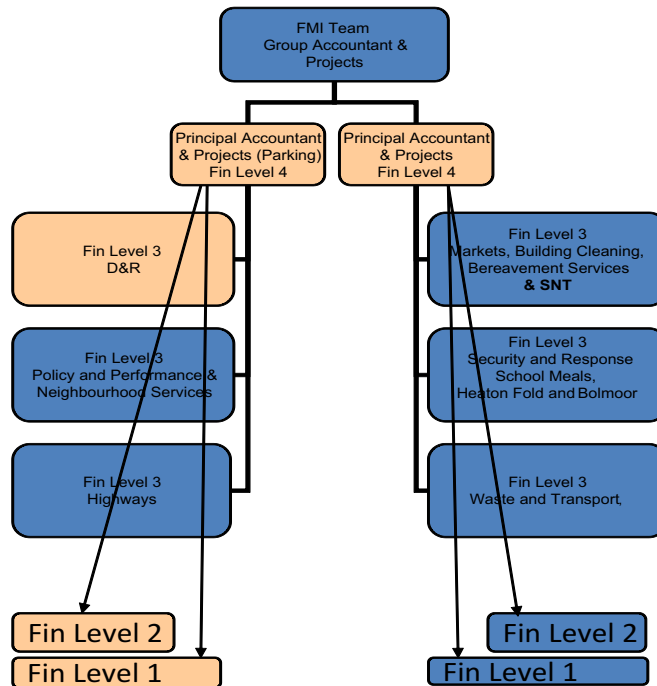 FMI Team
Group Accountant &
Projects
Principal Accountant
& Projects (Parking)
Fin Level 4
Principal Accountant
& Projects
Fin Level 4
Fin Level 3
D&R
Fin Level 3
Markets, Building Cleaning,
Bereavement Services
& SNT
Fin Level 3
Policy and Performance &
Neighbourhood Services
Fin Level 3
Security and Response
School Meals,
Heaton Fold and Bolmoor
Fin Level 3
Highways
Fin Level 3
Waste and Transport,
Fin Level 2
Fin Level 1
Fin Level 2
Fin Level 1